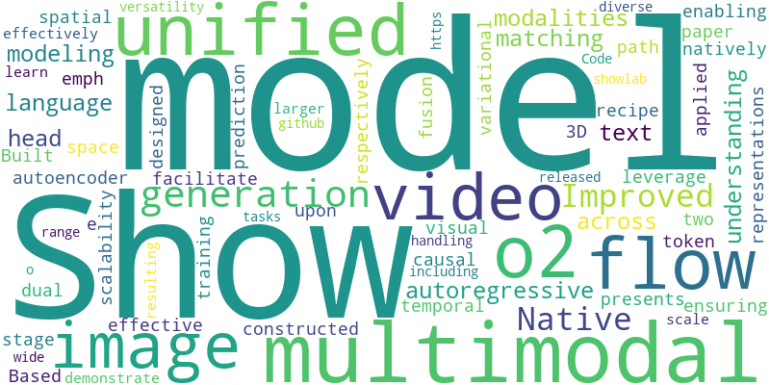 spatial
versatility
unified
https
modalities
diverse
enabling
effectively
modeling
matching
path
paper
natively
learn
emph
model
Code
showlab
language
designed
prediction
larger
github
respectively
fusion
variational
recipe
applied
understanding
representations
head
space
3D
text
Built
autoencoder
facilitate
released
leverage
generation
video
Improved
Show
range
e
scalability
tasks
upon
visual
handling
across
two
o
dual
resulting
training
causal
including
o2
flow
token
autoregressive
presents
ensuring
temporal
stage
effective
constructed
Native
scale
wide
image
multimodal
Based
demonstrate